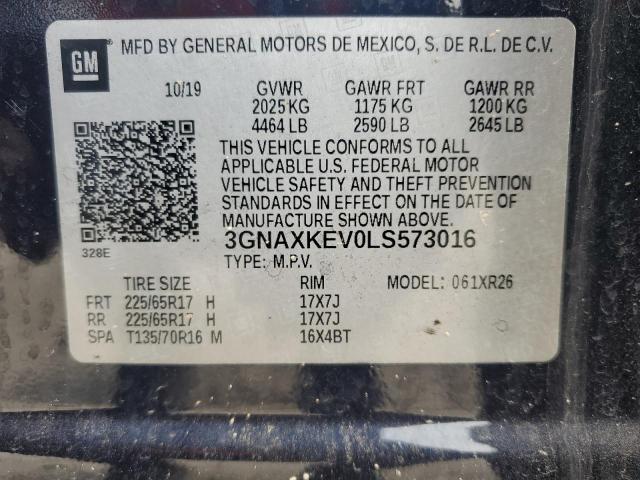 GM MFD BY GENERAL MOTORS DE MEXICO, S. DE R.L. DE C.V.
10/19 GVWR GAWR FRT GAWR RR
2025 KG 1175 KG 1200 KG
4464 LB 2590 LB 2645 LB
THIS VEHICLE CONFORMS TO ALL
APPLICABLE U.S. FEDERAL MOTOR
VEHICLE SAFETY AND THEFT PREVENTION
STANDARDS IN EFFECT ON THE DATE OF
MANUFACTURE SHOWN ABOVE.
328E
3GNAXKEV0LS573016
TYPE: M.P.V. MODEL: 061XR26
TIRE SIZE RIM
FRT 225/65R17 H 17X7J
RR 225/65R17 H 17X7J
SPA T135/70R16 M 16X4BT